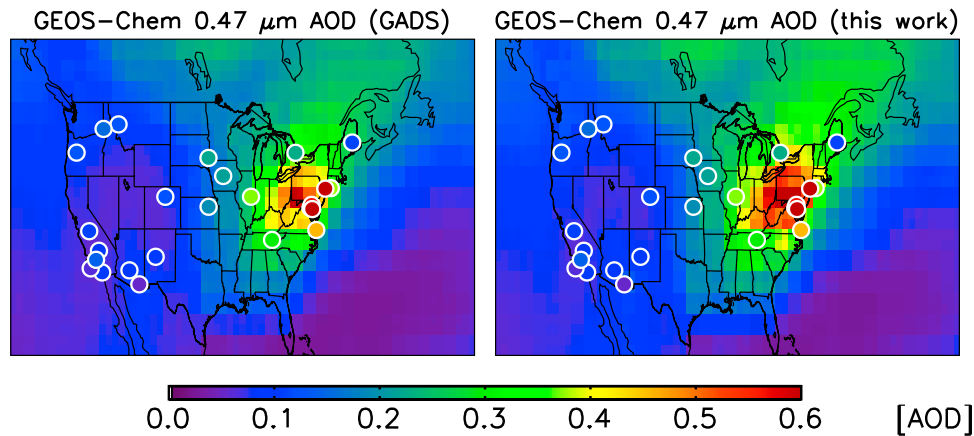 GEOS−Chem 0.47 μm AOD (GADS)
GEOS−Chem 0.47 μm AOD (this work)
0.0 0.1 0.2 0.3 0.4 0.5 0.6 [AOD]